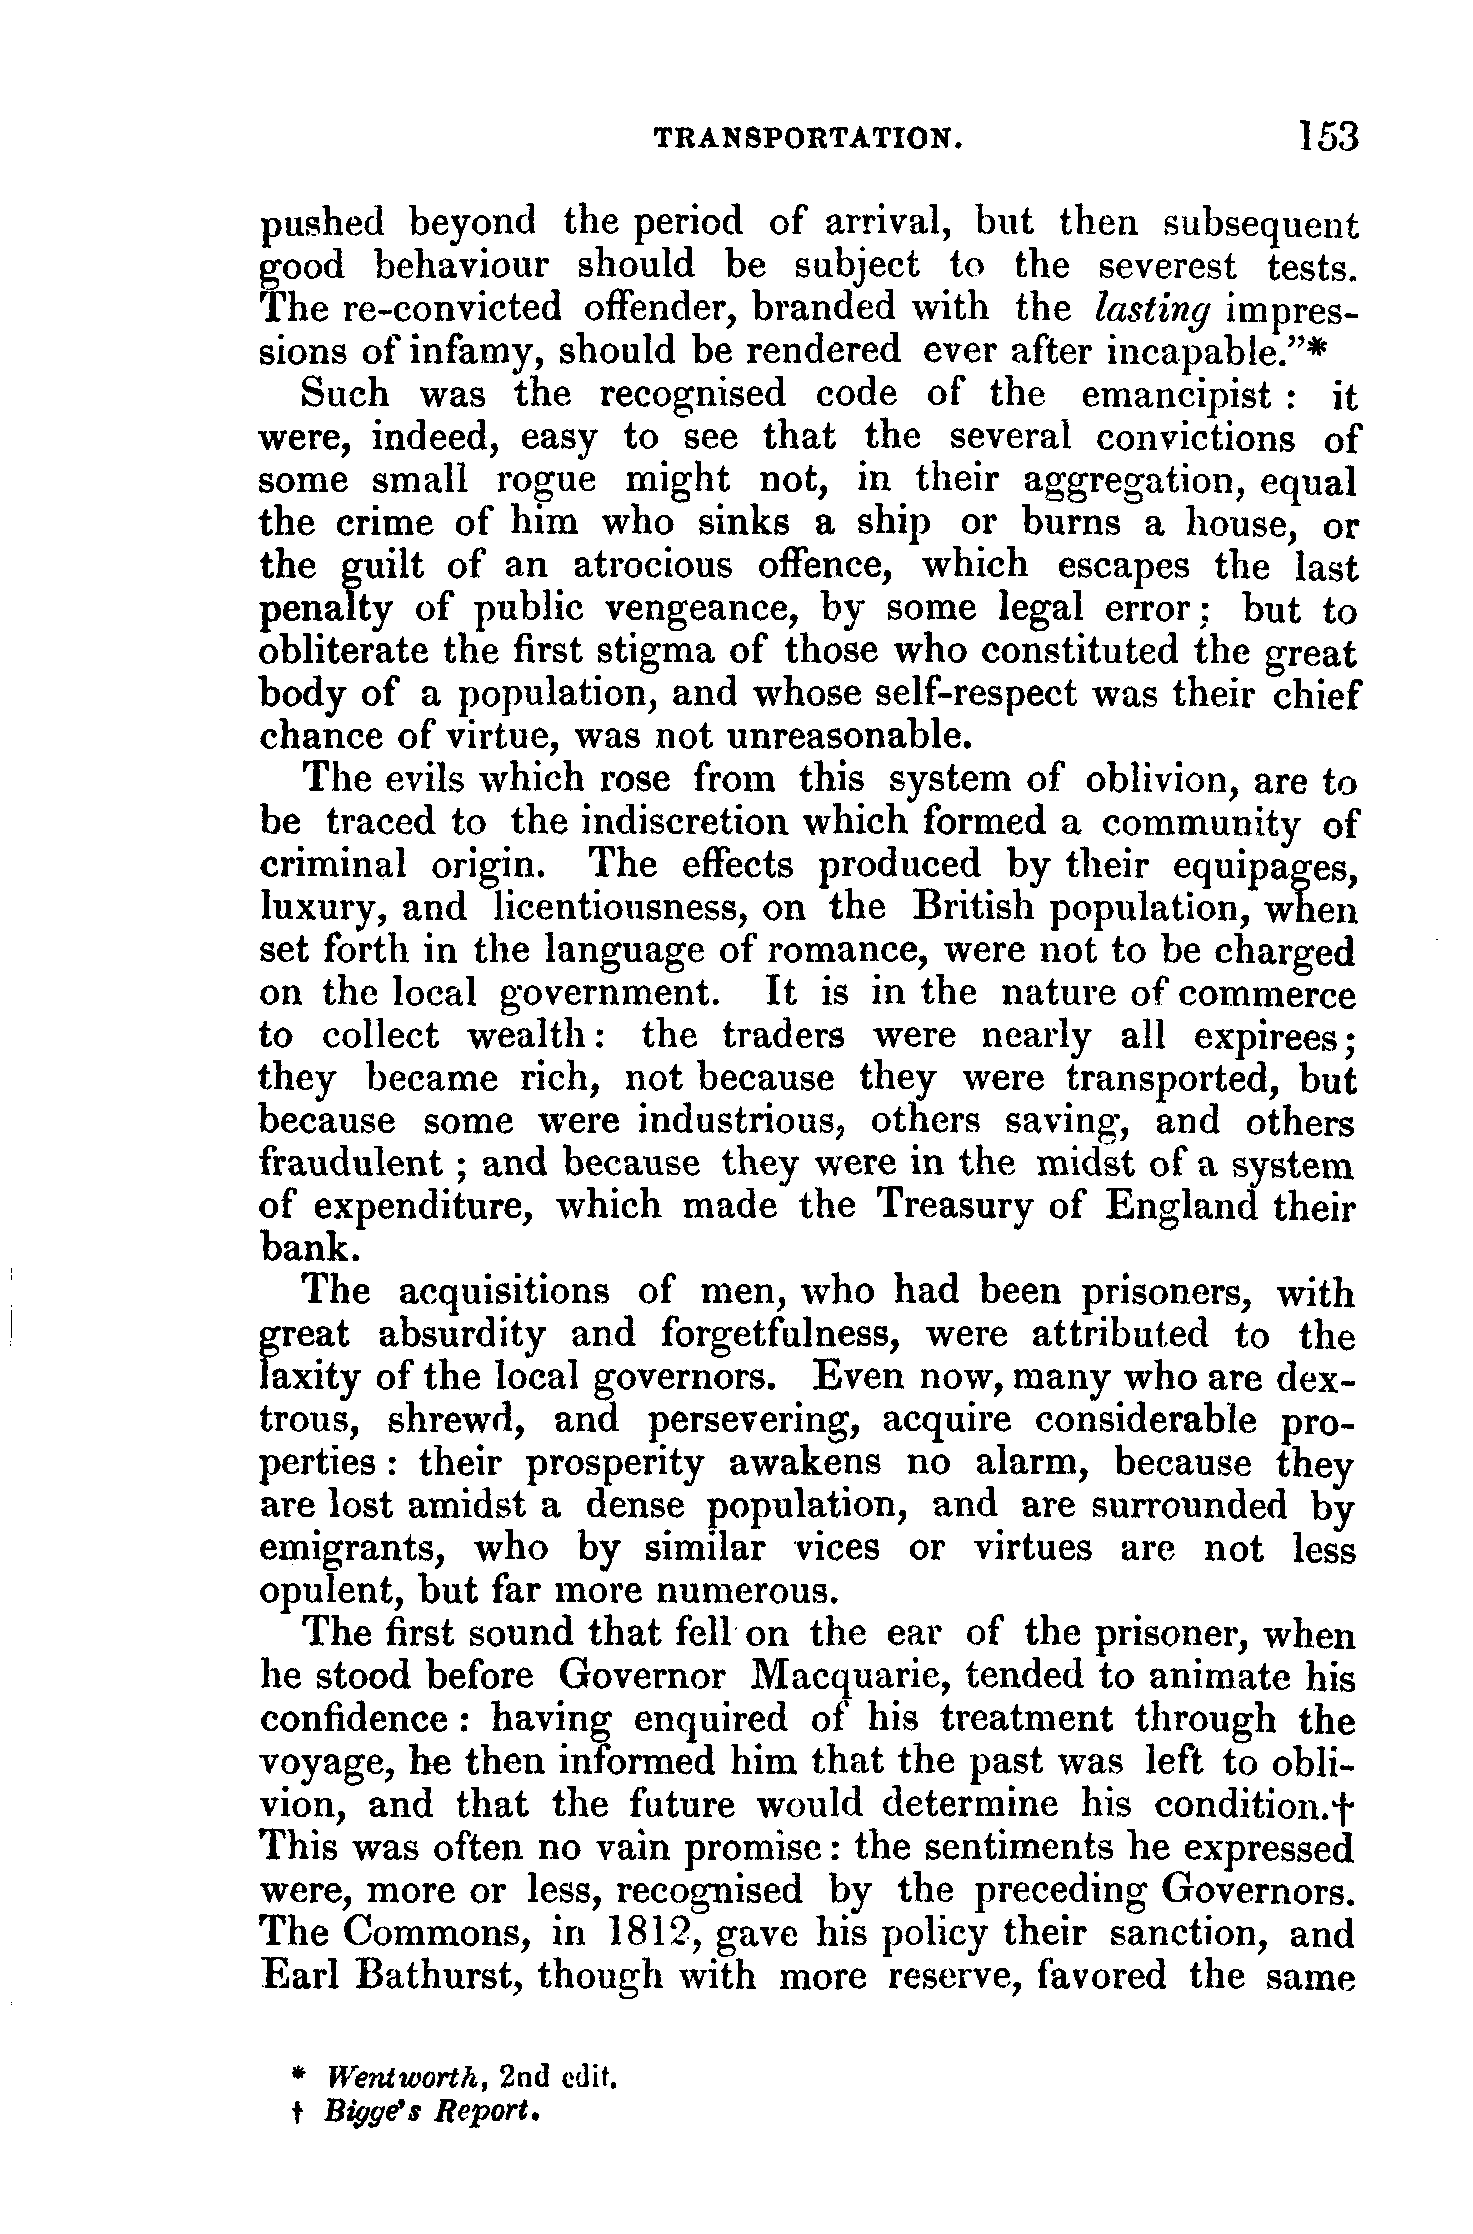 TRANSPORTATION. 153
pushed beyond the period of arrival, but then subsequent
good behaviour should be subject to the severest tests.
The re-convicted offender, branded with the lasting impres-
sions of infamy, should be rendered ever after incapable.”*
Such was the recognised code of the emancipist : it
were, indeed, easy to see that the several convictions of
some small rogue might not, in their aggregation, equal
the crime of him who sinks a ship or burns a house, or
the guilt of an atrocious offence, which escapes the last
penalty of public vengeance, by some legal error; but to
obliterate the first stigma of those who constituted the great
body of a population, and whose self-respect was their chief
chance of virtue, was not unreasonable.
The evils which rose from this system of oblivion, are to
be traced to the indiscretion which formed a community of
criminal origin. The effects produced by their equipages,
luxury, and licentiousness, on the British population, when
set forth in the language of romance, were not to be charged
on the local government. It is in the nature of commerce
to collect wealth: the traders were nearly all expirees;
they became rich, not because they were transported, but
because some were industrious, others saving, and others
fraudulent ; and because they were in the midst of a system
of expenditure, which made the Treasury of England their
bank.
The acquisitions of men, who had been prisoners, with
great absurdity and forgetfulness, were attributed to the
laxity of the local governors. Even now, many who are dex-
trous, shrewd, and persevering, acquire considerable pro-
perties : their prosperity awakens no alarm, because they
are lost amidst a dense population, and are surrounded by
emigrants, who by similar vices or virtues are not less
opulent, but far more numerous.
The first sound that fell on the ear of the prisoner, when
he stood before Governor Macquarie, tended to animate his
confidence : having enquired of his treatment through the
voyage, he then informed him that the past was left to obli-
vion, and that the future would determine his condition.†
This was often no vain promise : the sentiments he expressed
were, more or less, recognised by the preceding Governors.
The Commons, in 1812, gave his policy their sanction, and
Earl Bathurst, though with more reserve, favored the same
* Wentworth, 2nd edit.
† Bigge's Report.